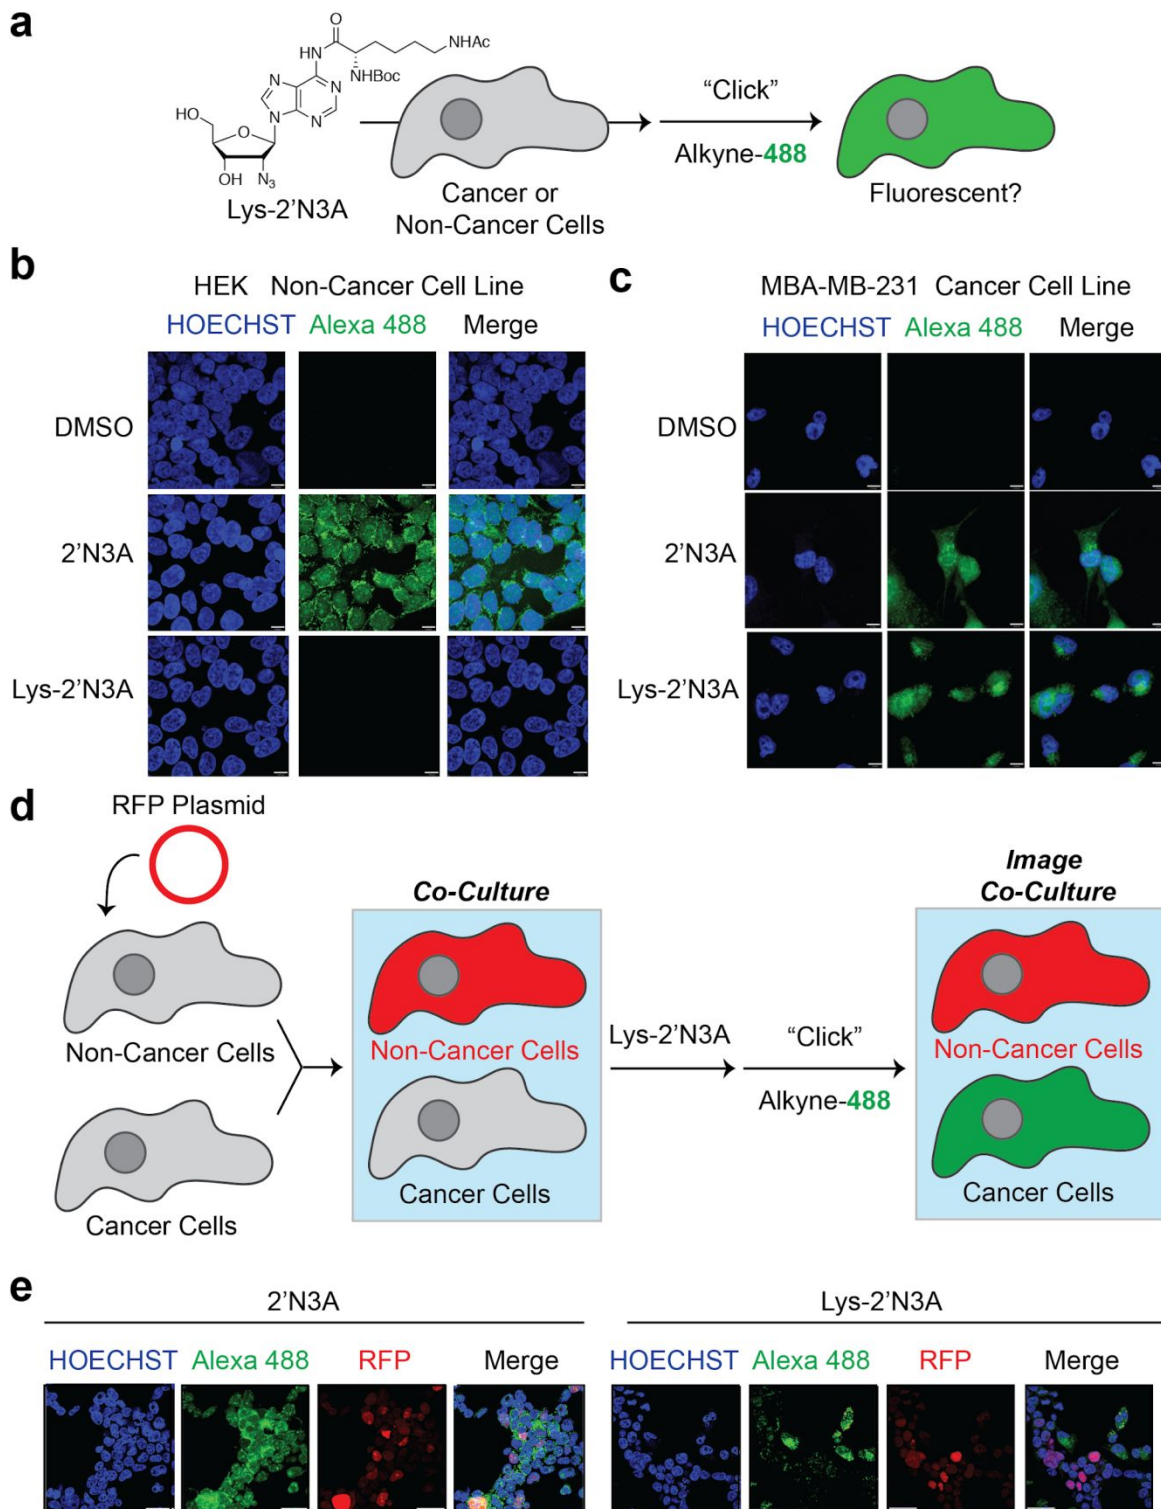 a
O
HN
NHAc
NHBoc
N
N
N
N
HO
O
OH
N₃
Lys-2'N3A
Cancer or
Non-Cancer Cells
"Click"
Alkyne-488
Fluorescent?
b
HEK Non-Cancer Cell Line
HOECHST Alexa 488 Merge
DMSO
2'N3A
Lys-2'N3A
c
MBA-MB-231 Cancer Cell Line
HOECHST Alexa 488 Merge
DMSO
2'N3A
Lys-2'N3A
d
RFP Plasmid
Non-Cancer Cells
Cancer Cells
Co-Culture
Non-Cancer Cells
Cancer Cells
Lys-2'N3A
"Click"
Alkyne-488
Image
Co-Culture
Non-Cancer Cells
Cancer Cells
e
2'N3A
HOECHST Alexa 488 RFP Merge
Lys-2'N3A
HOECHST Alexa 488 RFP Merge